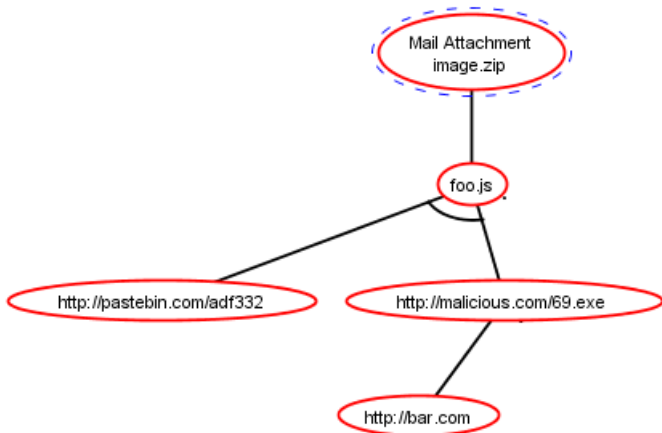 Mail Attachment
image.zip
foo.js
http://pastebin.com/adf332
http://malicious.com/69.exe
http://bar.com